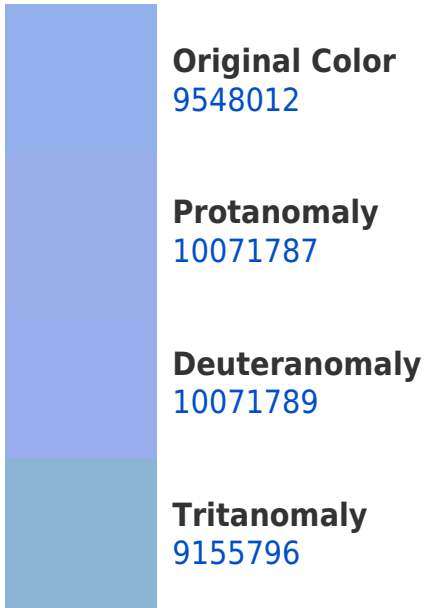 Original Color
9548012
Protanomaly
10071787
Deuteranomaly
10071789
Tritanomaly
9155796